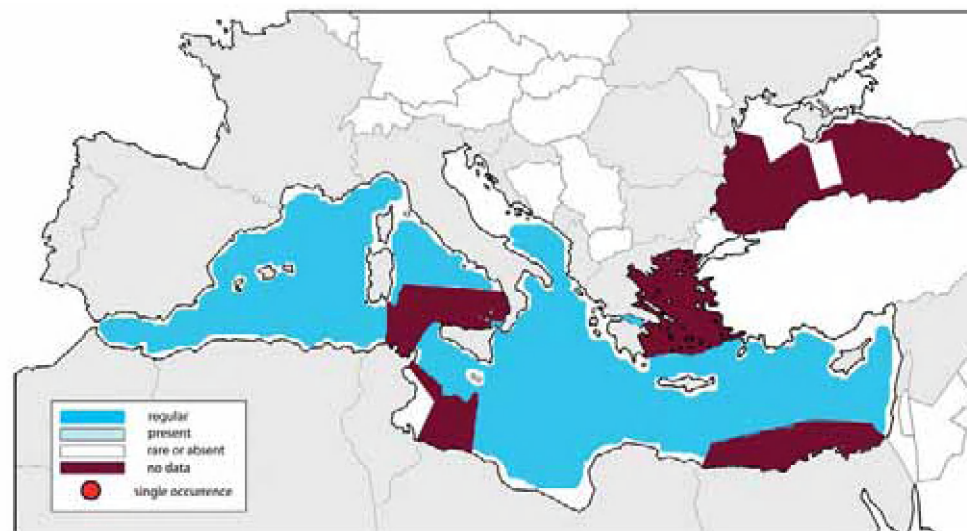 regular
present
rare or absent
no data
single occurrence